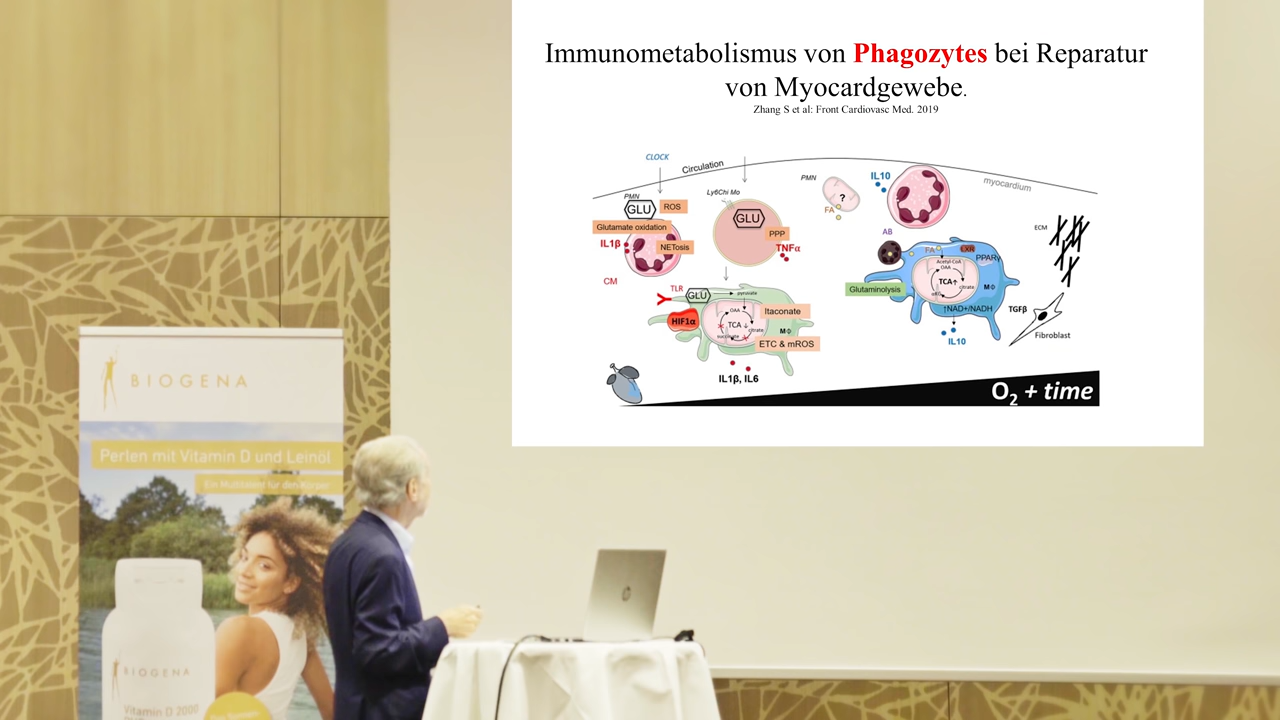 Immunometabolismus von Phagozytes bei Reparatur
von Myocardgewebe.
Zhang S et al: Front Cardiovasc Med. 2019
CLOCK
Circulation
myocardium
PMN
GLU
ROS
Glutamate oxidation
IL1β
NETosis
CM
Ly6Chi Mo
GLU
PPP
TNFα
PMN
?
FA
IL10
AB
FA
CXR
PPARγ
Acetyl-CoA
OAA
TCA↑
citrate
αKG
MΦ
Glutaminolysis
↑NAD+/NADH
IL10
ECM
TGFβ
Fibroblast
TLR
GLU
pyruvate
HIF1α
OAA
TCA ↓
citrate
succinate
Itaconate
MΦ
ETC & mROS
IL1β, IL6
O2 + time
BIOGENA
Perlen mit Vitamin D und Leinöl
Ein Multitalent für den Körper
BIOGENA
Vitamin D 2000
hp